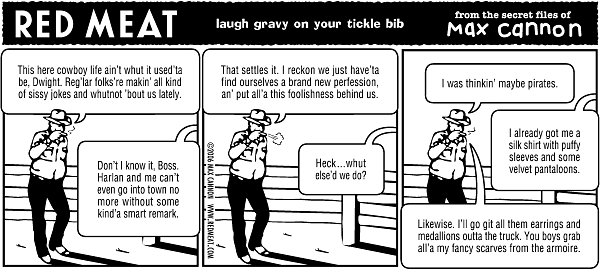 RED MEAT
laugh gravy on your tickle bib
from the secret files of
Max cannon
This here cowboy life ain't whut it used'ta
be, Dwight. Reg'lar folks're makin' all kind
of sissy jokes and whutnot 'bout us lately.
Don't I know it, Boss.
Harlan and me can't
even go into town no
more without some
kind'a smart remark.
©2006 MAX CANNON WWW.REDMEAT.COM
That settles it. I reckon we just have'ta
find ourselves a brand new perfession,
an' put all'a this foolishness behind us.
Heck...whut
else'd we do?
I was thinkin' maybe pirates.
I already got me a
silk shirt with puffy
sleeves and some
velvet pantaloons.
Likewise. I'll go git all them earrings and
medallions outta the truck. You boys grab
all'a my fancy scarves from the armoire.